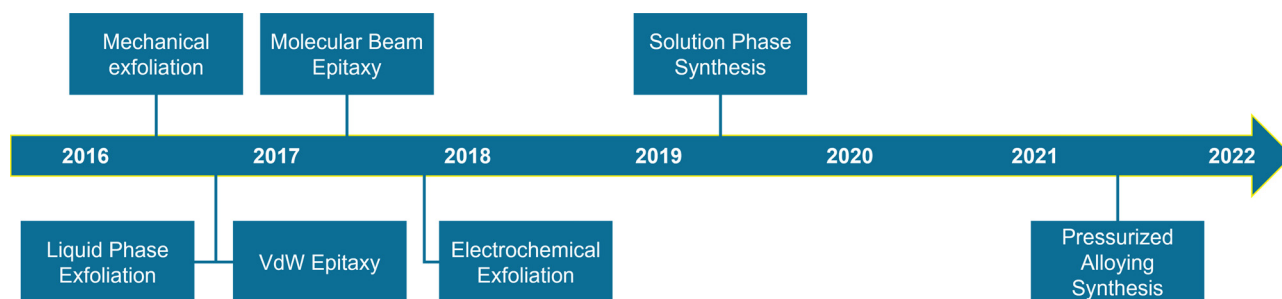 Mechanical
exfoliation
Molecular Beam
Epitaxy
Solution Phase
Synthesis
2016 2017 2018 2019 2020 2021 2022
Liquid Phase
Exfoliation
VdW Epitaxy
Electrochemical
Exfoliation
Pressurized
Alloying
Synthesis